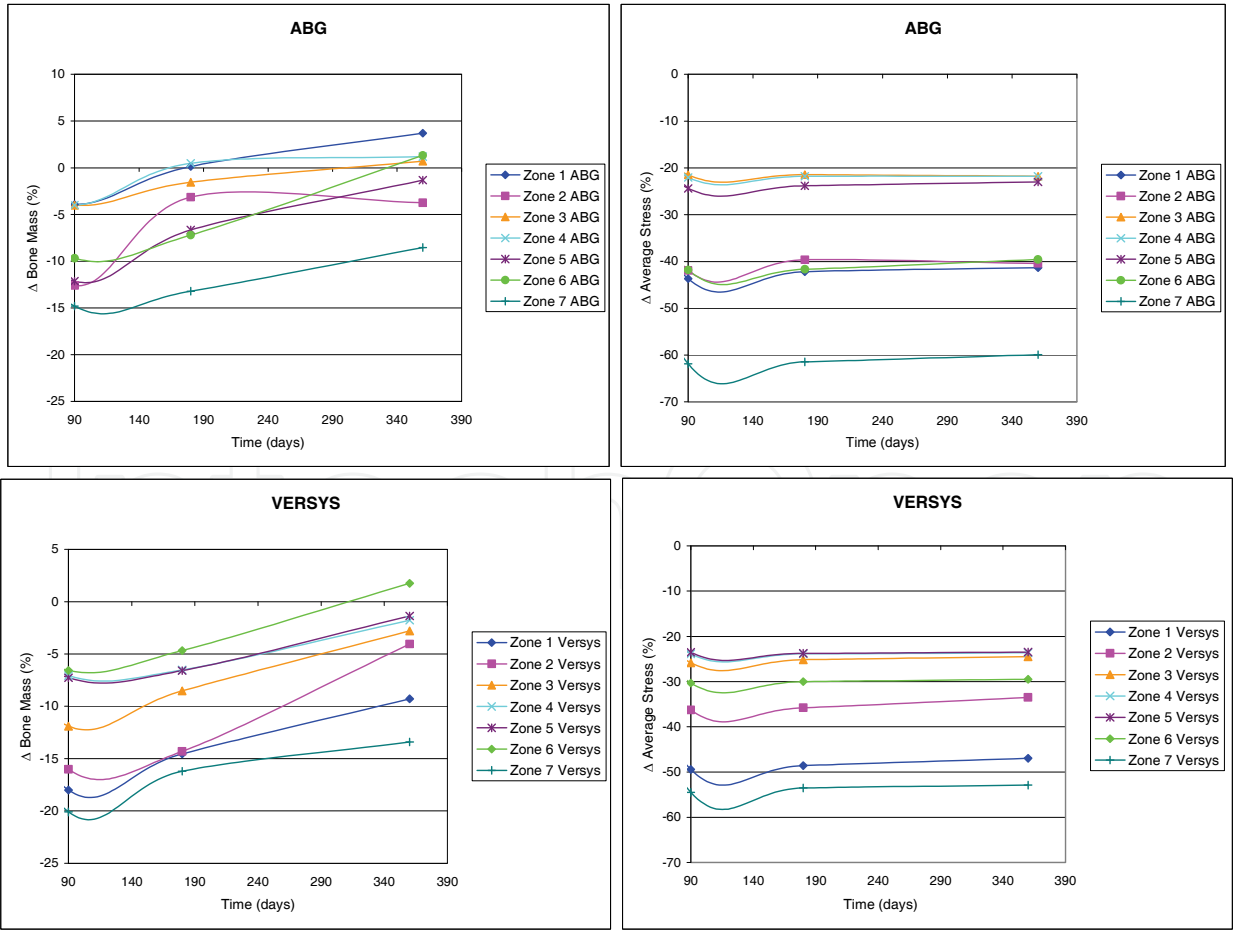 ABG
Δ Bone Mass (%)
10
5
0
-5
-10
-15
-20
-25
90 140 190 240 290 340 390
Time (days)
Zone 1 ABG
Zone 2 ABG
Zone 3 ABG
Zone 4 ABG
Zone 5 ABG
Zone 6 ABG
Zone 7 ABG
ABG
Δ Average Stress (%)
0
-10
-20
-30
-40
-50
-60
-70
90 140 190 240 290 340 390
Time (days)
Zone 1 ABG
Zone 2 ABG
Zone 3 ABG
Zone 4 ABG
Zone 5 ABG
Zone 6 ABG
Zone 7 ABG
VERSYS
Δ Bone Mass (%)
5
0
-5
-10
-15
-20
-25
90 140 190 240 290 340 390
Time (days)
Zone 1 Versys
Zone 2 Versys
Zone 3 Versys
Zone 4 Versys
Zone 5 Versys
Zone 6 Versys
Zone 7 Versys
VERSYS
Δ Average Stress (%)
0
-10
-20
-30
-40
-50
-60
-70
90 140 190 240 290 340 390
Time (days)
Zone 1 Versys
Zone 2 Versys
Zone 3 Versys
Zone 4 Versys
Zone 5 Versys
Zone 6 Versys
Zone 7 Versys